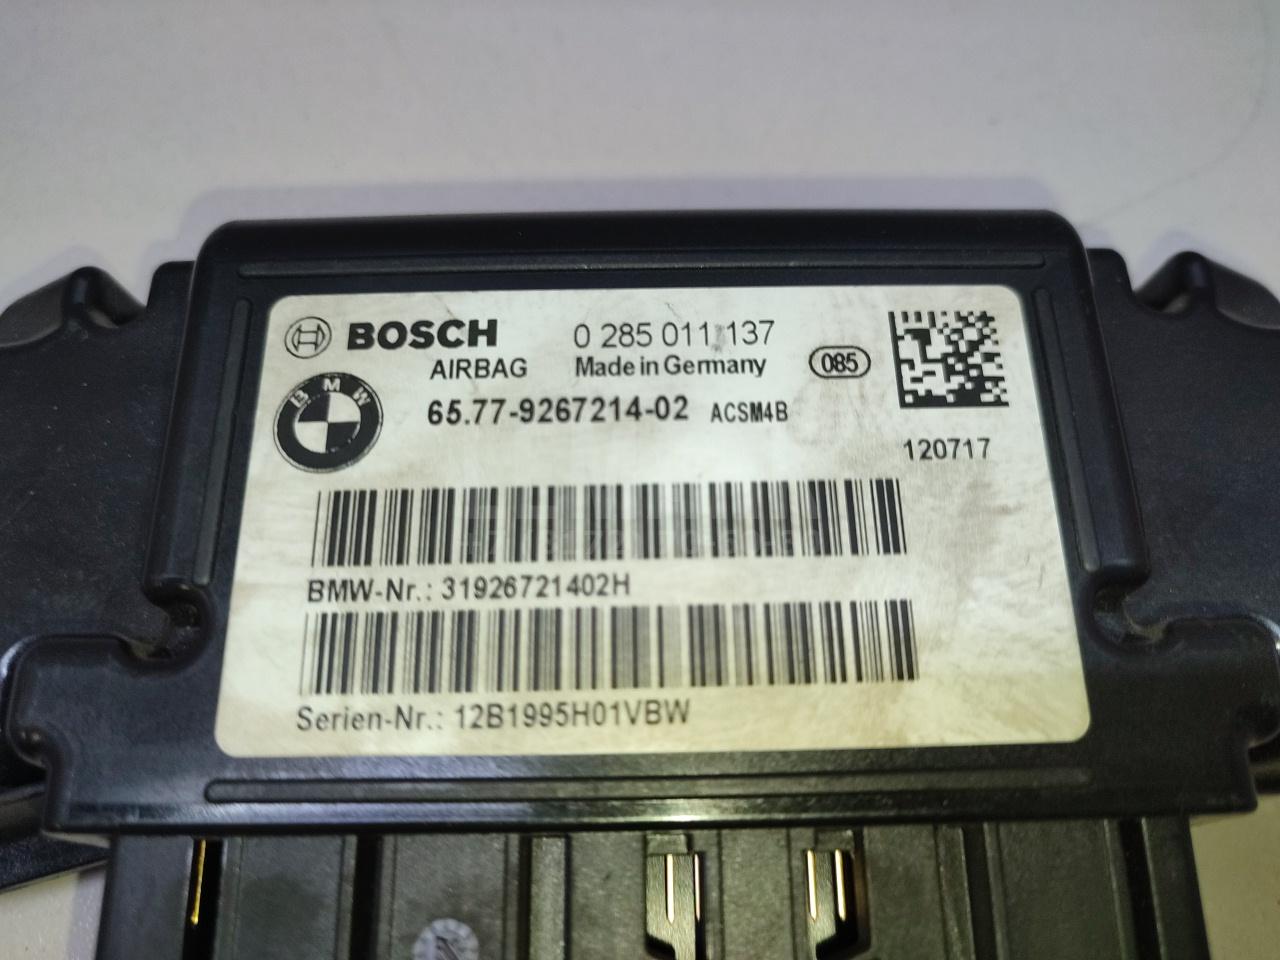 BOSCH 0 285 011 137
AIRBAG Made in Germany 085
BMW
65.77-9267214-02 ACSM4B
120717
BMW-Nr.: 31926721402H
Serien-Nr.: 12B1995H01VBW